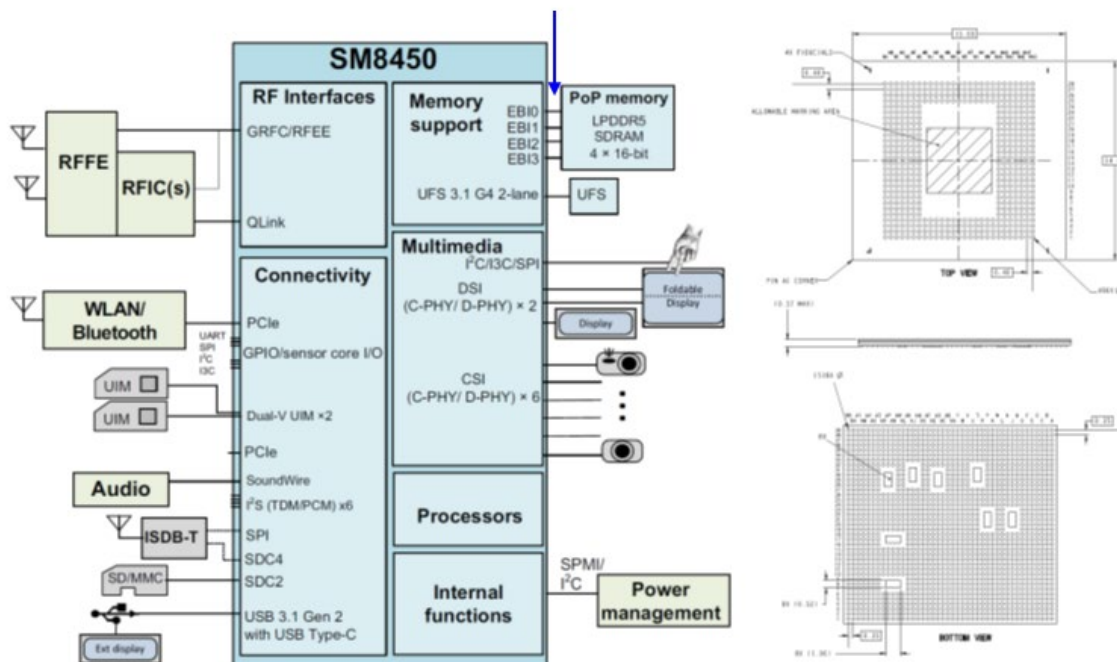 SM8450
RF Interfaces
GRFC/RFEE
QLink
RFFE
RFIC(s)
Memory
support
EBI0
EBI1
EBI2
EBI3
UFS 3.1 G4 2-lane
PoP memory
LPDDR5
SDRAM
4 × 16-bit
UFS
Multimedia
I²C/I3C/SPI
DSI
(C-PHY/ D-PHY) × 2
Foldable
Display
Display
CSI
(C-PHY/ D-PHY) × 6
Connectivity
WLAN/
Bluetooth
PCIe
UART
SPI
I²C
I3C
GPIO/sensor core I/O
UIM
UIM
Dual-V UIM ×2
PCIe
Audio
SoundWire
I²S (TDM/PCM) x6
ISDB-T
SPI
SDC4
SD/MMC
SDC2
USB 3.1 Gen 2
with USB Type-C
Ext display
Processors
Internal
functions
SPMI/
I²C
Power
management
ALLOWABLE MARKING AREA
TOP VIEW
BOTTOM VIEW